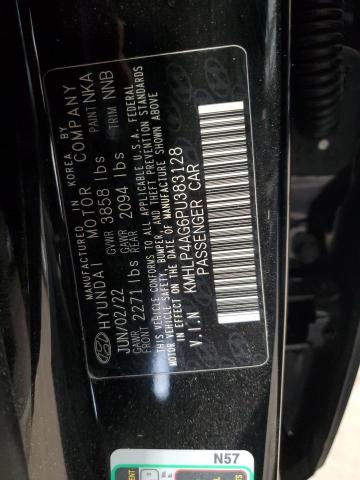 MANUFACTURED IN KOREA BY
HYUNDAI MOTOR COMPANY
JUN/02/22 GVWR 3858 lbs PAINT NKA
GAWR FRONT 2271 lbs GAWR REAR 2094 lbs TRIM NNB
THIS VEHICLE CONFORMS TO ALL APPLICABLE U.S.A. FEDERAL
MOTOR VEHICLE SAFETY, BUMPER, AND THEFT PREVENTION STANDARDS
IN EFFECT ON THE DATE OF MANUFACTURE SHOWN ABOVE
V.I.N KMHLP4AG6PU383128
PASSENGER CAR
N57